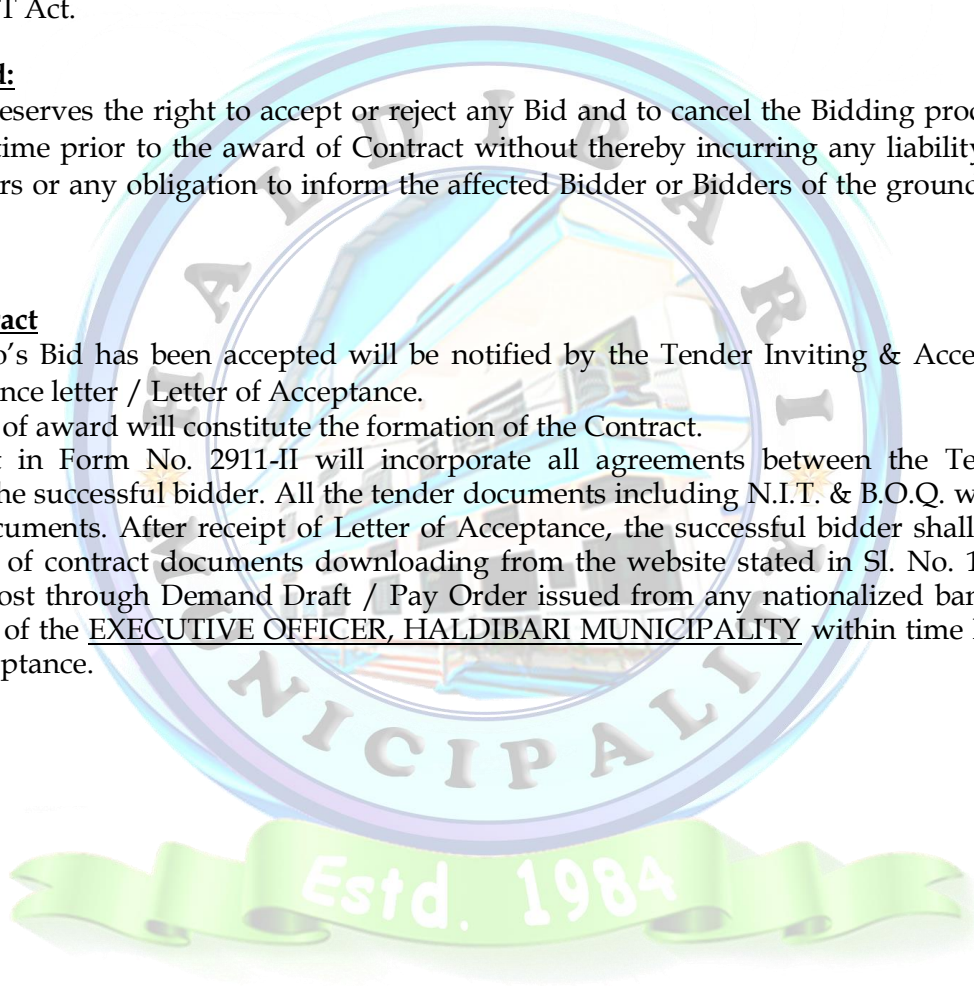 T Act.
d:
eserves the right to accept or reject any Bid and to cancel the Bidding proc
time prior to the award of Contract without thereby incurring any liability
rs or any obligation to inform the affected Bidder or Bidders of the ground
act
o's Bid has been accepted will be notified by the Tender Inviting & Acce
nce letter / Letter of Acceptance.
of award will constitute the formation of the Contract.
t in Form No. 2911-II will incorporate all agreements between the Te
he successful bidder. All the tender documents including N.I.T. & B.O.Q. w
cuments. After receipt of Letter of Acceptance, the successful bidder shall
of contract documents downloading from the website stated in Sl. No. 1
ost through Demand Draft / Pay Order issued from any nationalized ban
of the EXECUTIVE OFFICER, HALDIBARI MUNICIPALITY within time
ptance.
HALDIBARI MUNICIPALITY
Estd. 1984